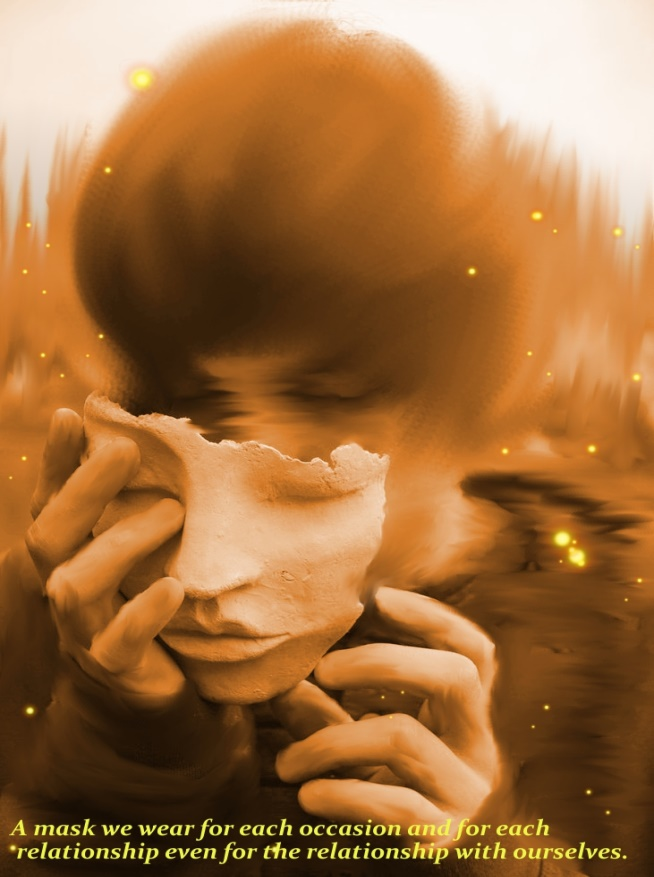 A mask we wear for each occasion and for each
relationship even for the relationship with ourselves.